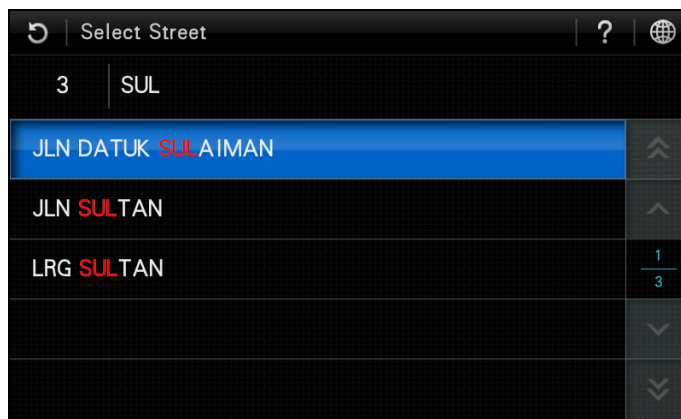 Select Street ?
3 SUL
JLN DATUK SULAIMAN
JLN SULTAN
LRG SULTAN
1
3